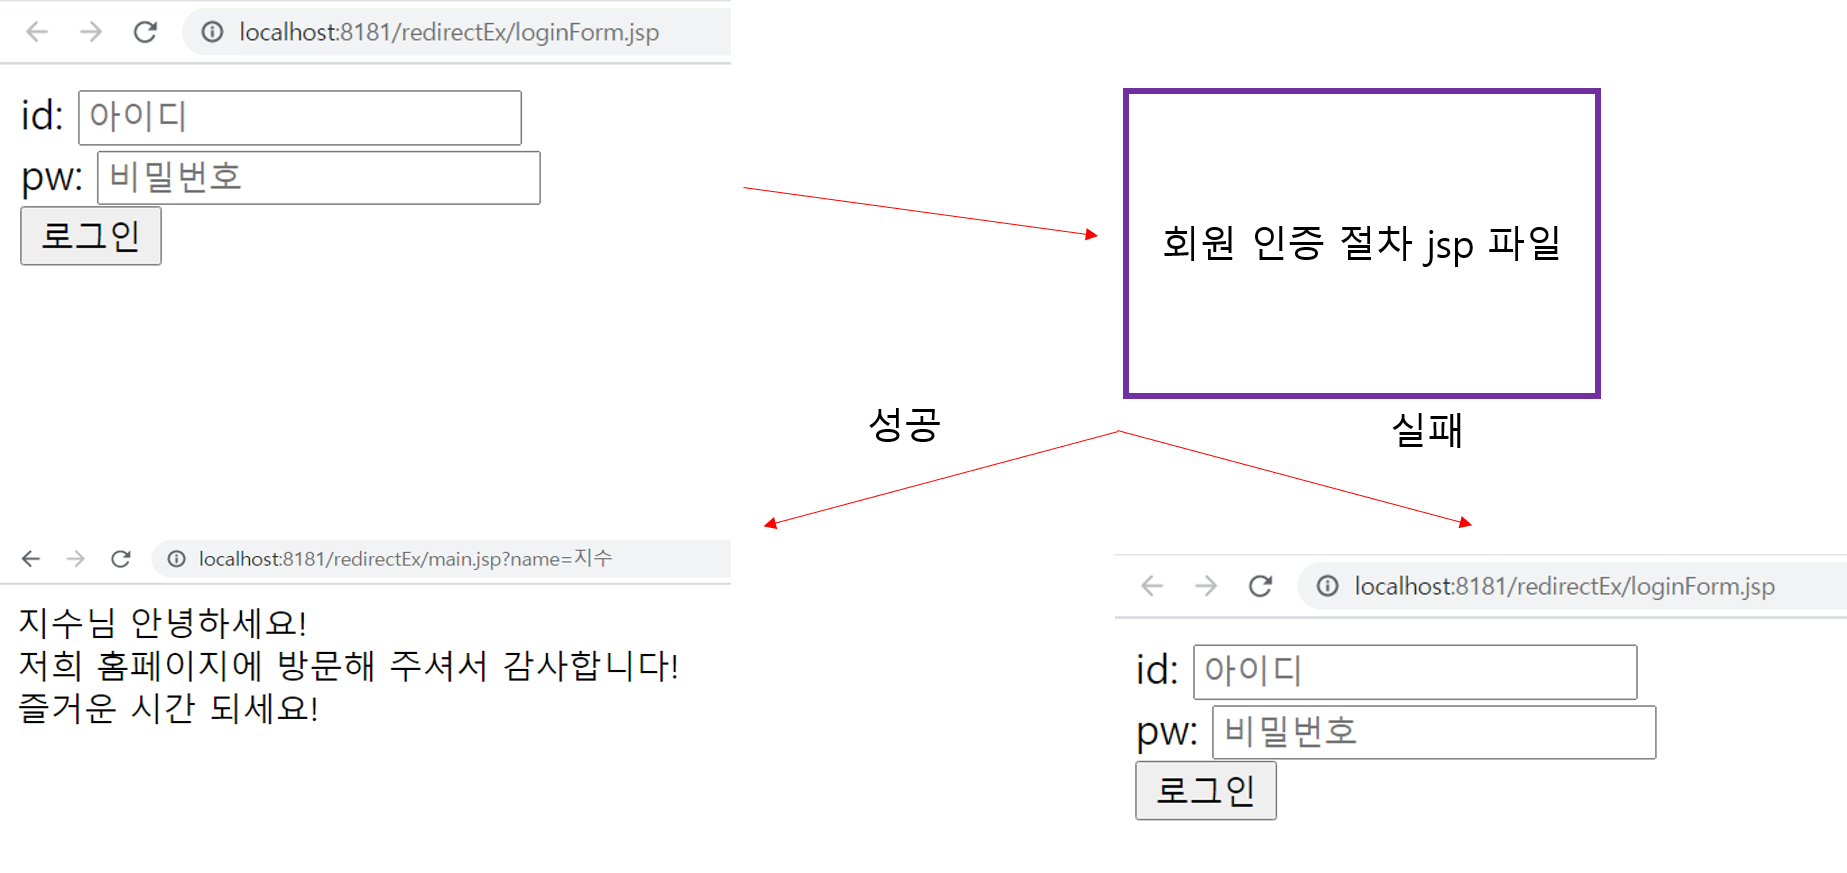 localhost:8181/redirectEx/loginForm.jsp
id: 아이디
pw: 비밀번호
로그인
회원 인증 절차 jsp 파일
성공
실패
localhost:8181/redirectEx/main.jsp?name=지수
지수님 안녕하세요!
저희 홈페이지에 방문해 주셔서 감사합니다!
즐거운 시간 되세요!
localhost:8181/redirectEx/loginForm.jsp
id: 아이디
pw: 비밀번호
로그인